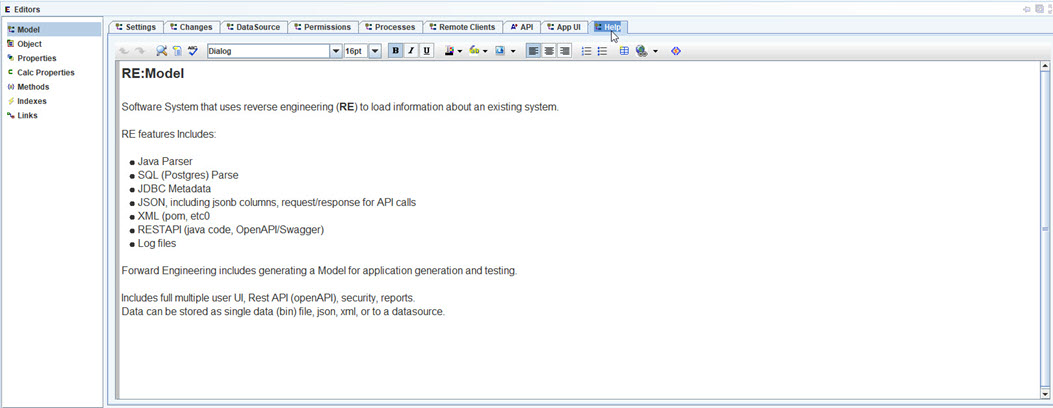 Editors
Model
Object
Properties
Calc Properties
Methods
Indexes
Links
Settings Changes DataSource Permissions Processes Remote Clients API App UI Help
Dialog 16pt B I U
RE:Model
Software System that uses reverse engineering (RE) to load information about an existing system.
RE features Includes:
Java Parser
SQL (Postgres) Parse
JDBC Metadata
JSON, including jsonb columns, request/response for API calls
XML (pom, etc0
RESTAPI (java code, OpenAPI/Swagger)
Log files
Forward Engineering includes generating a Model for application generation and testing.
Includes full multiple user UI, Rest API (openAPI), security, reports.
Data can be stored as single data (bin) file, json, xml, or to a datasource.